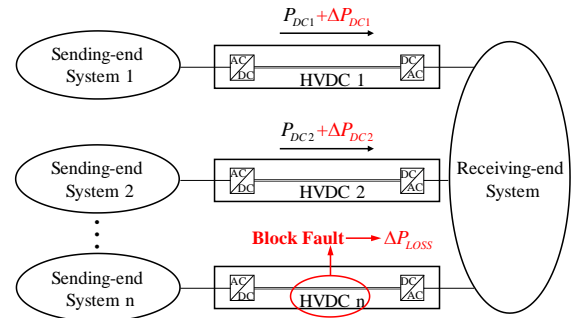 P_DC1+ΔP_DC1
Sending-end
System 1
AC
DC
HVDC 1
DC
AC
P_DC2+ΔP_DC2
Sending-end
System 2
AC
DC
HVDC 2
DC
AC
Receiving-end
System
Block Fault
ΔP_LOSS
Sending-end
System n
AC
DC
HVDC n
DC
AC